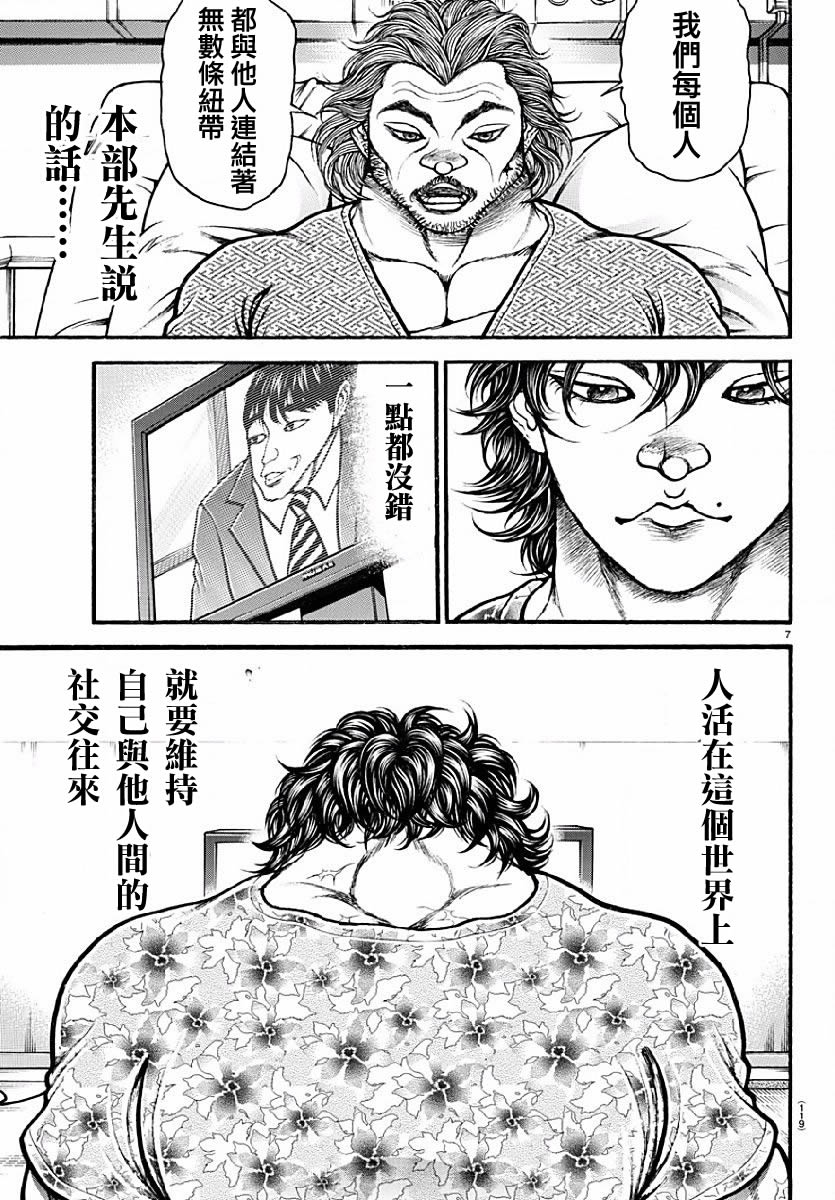 我們每個人
都與他人連結著
無數條紐帶
本部先生說
的話……
一點都沒錯
7
人活在這個世界上
就要維持
自己與他人間的
社交往來
(119)